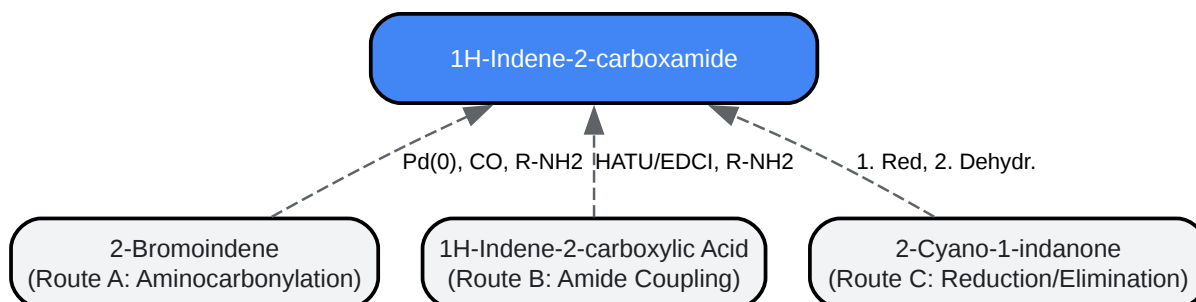 1H-Indene-2-carboxamide
Pd(0), CO, R-NH2
HATU/EDCI, R-NH2
1. Red, 2. Dehydr.
2-Bromoindene
(Route A: Aminocarbonylation)
1H-Indene-2-carboxylic Acid
(Route B: Amide Coupling)
2-Cyano-1-indanone
(Route C: Reduction/Elimination)